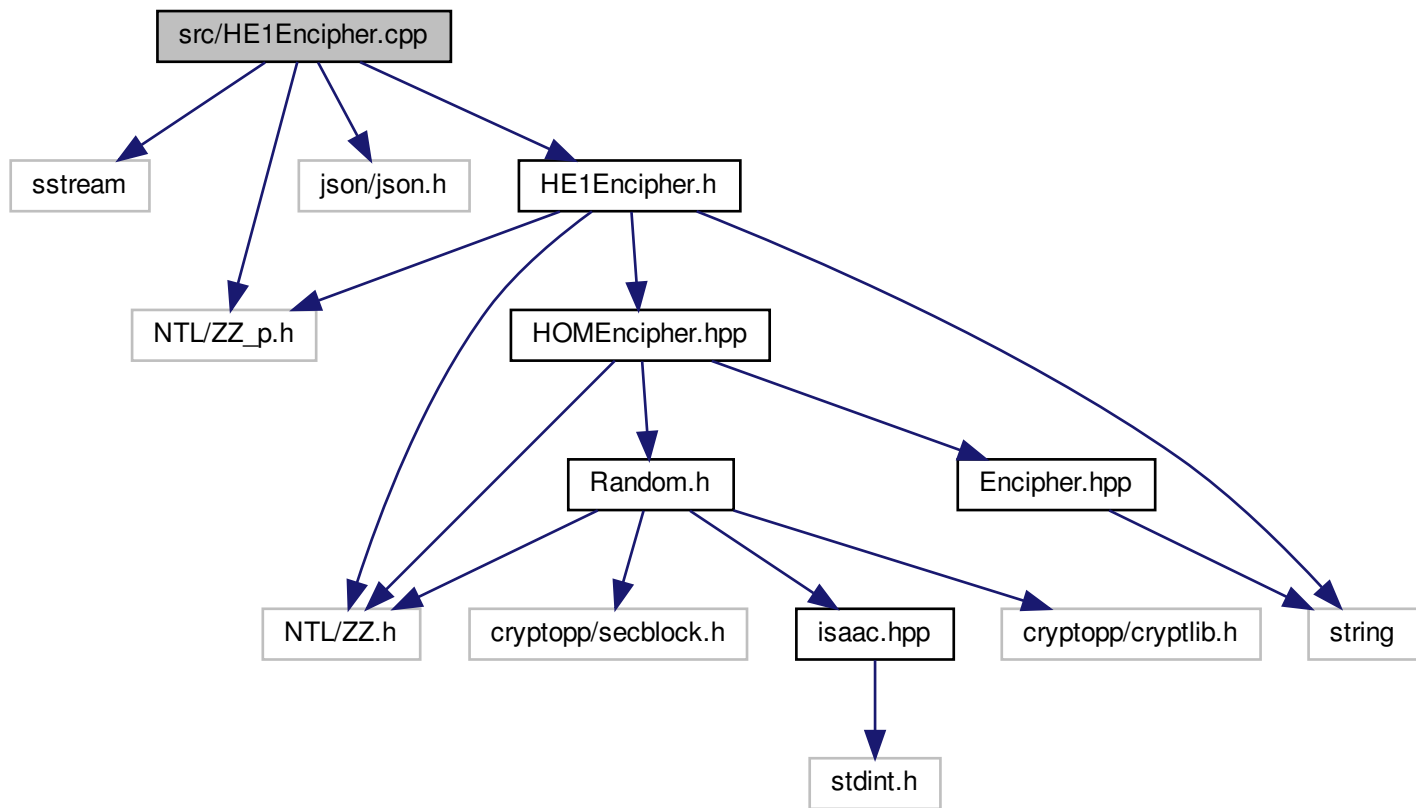 src/HE1Encipher.cpp
sstream
json/json.h
HE1Encipher.h
NTL/ZZ_p.h
HOMEncipher.hpp
Random.h
Encipher.hpp
NTL/ZZ.h
cryptopp/secblock.h
isaac.hpp
cryptopp/cryptlib.h
string
stdint.h